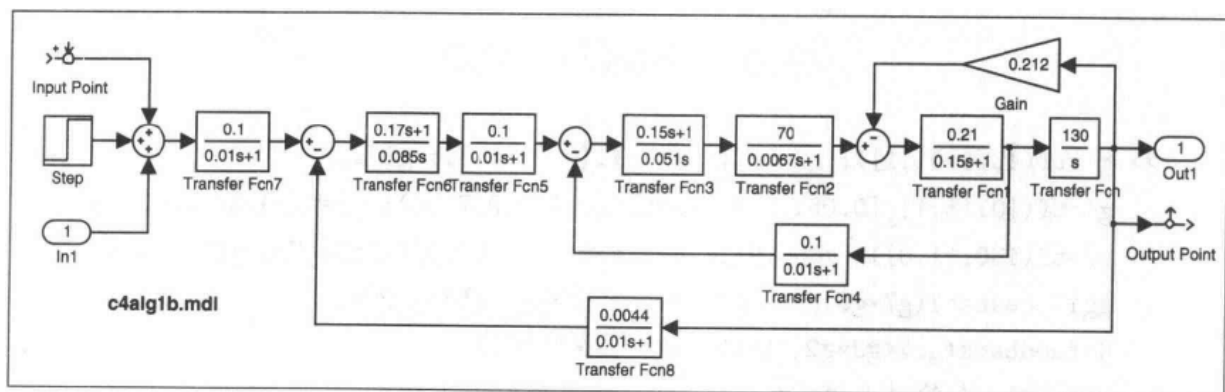 Input Point
Step
1
In1
0.1
0.01s+1
Transfer Fcn7
0.17s+1
0.085s
Transfer Fcn6
0.1
0.01s+1
Transfer Fcn5
0.15s+1
0.051s
Transfer Fcn3
70
0.0067s+1
Transfer Fcn2
0.212
Gain
0.21
0.15s+1
Transfer Fcn1
130
s
Transfer Fcn
1
Out1
Output Point
0.1
0.01s+1
Transfer Fcn4
0.0044
0.01s+1
Transfer Fcn8
c4alg1b.mdl